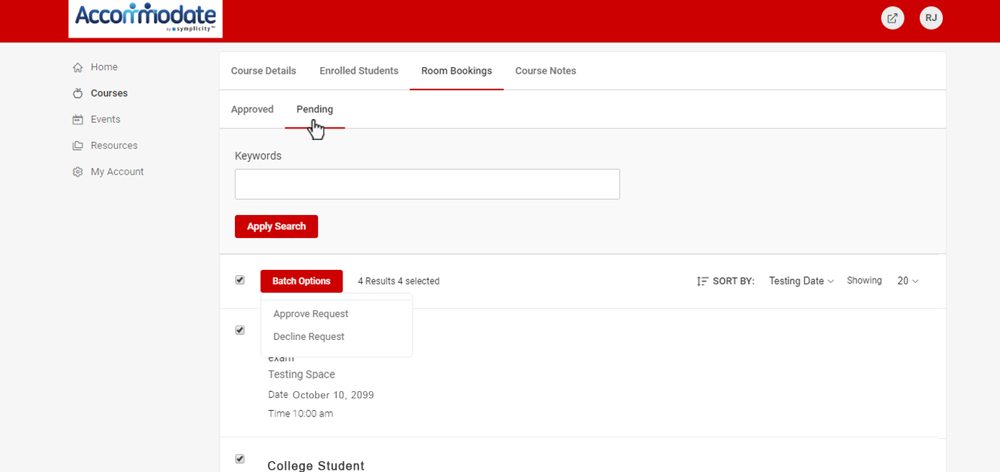 Accommodate
by symplicity™
RJ
Home
Courses
Events
Resources
My Account
Course Details Enrolled Students Room Bookings Course Notes
Approved Pending
Keywords
Apply Search
Batch Options 4 Results 4 selected SORT BY: Testing Date Showing 20
Approve Request
Decline Request
exam
Testing Space
Date October 10, 2099
Time 10:00 am
College Student